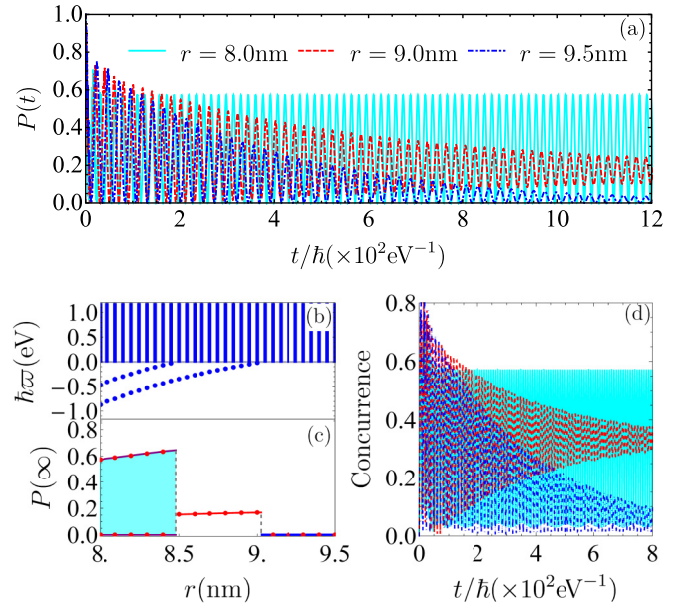 (a)
r = 8.0nm r = 9.0nm r = 9.5nm
P(t)
1.0
0.8
0.6
0.4
0.2
0.0
0 2 4 6 8 10 12
t/ħ(×10²eV⁻¹)
(b)
ħϖ(eV)
1.0
0.5
0.0
−0.5
−1.0
(c)
P(∞)
0.8
0.6
0.4
0.2
0.0
8. 8.5 9. 9.5
r(nm)
(d)
Concurrence
0.8
0.6
0.4
0.2
0.0
0 2 4 6 8
t/ħ(×10²eV⁻¹)